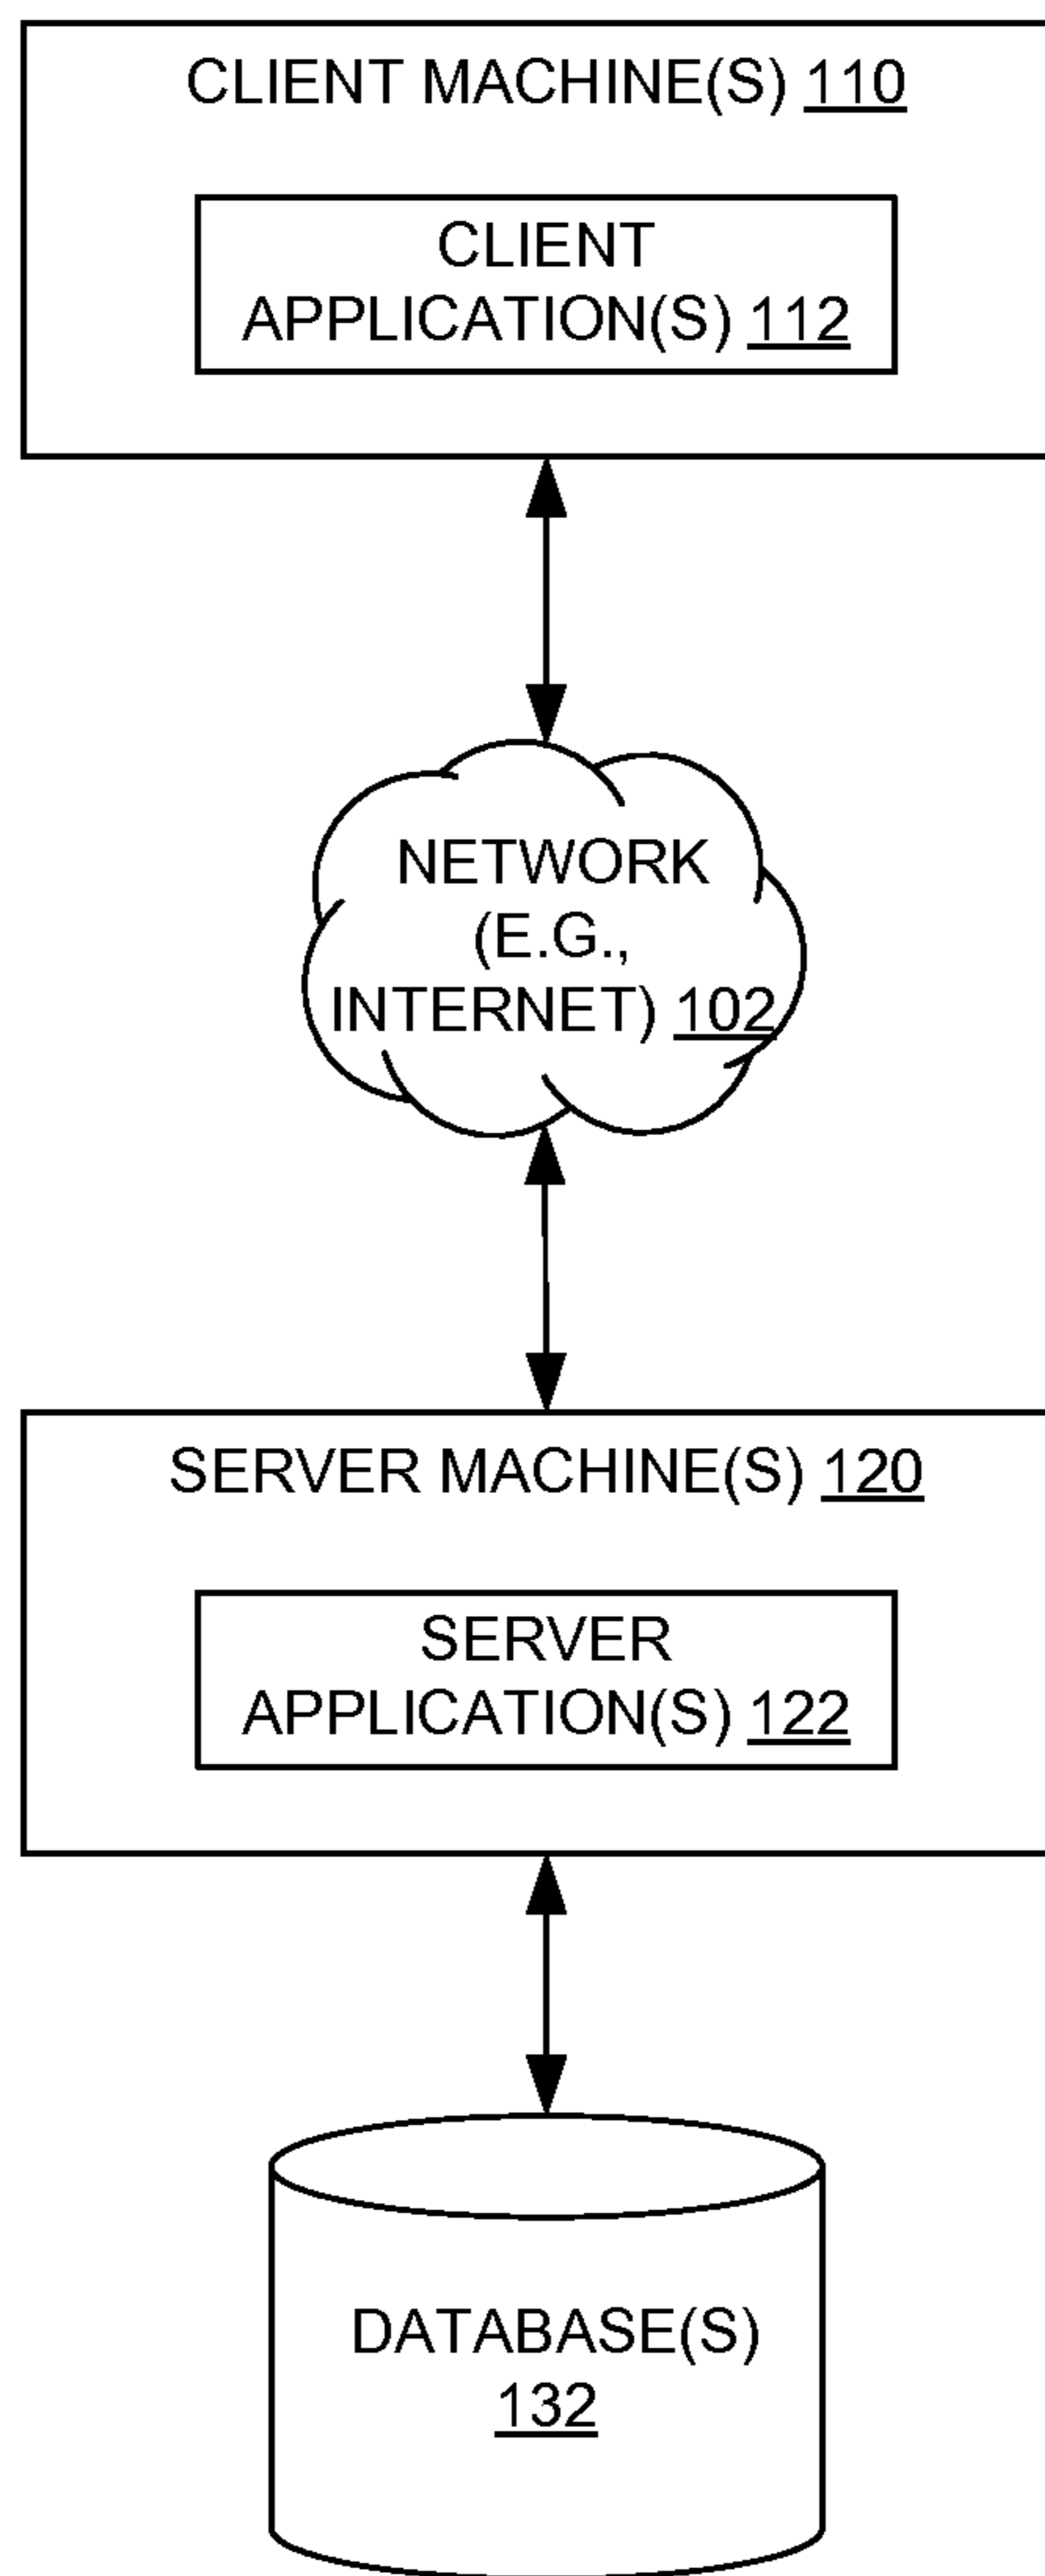 CLIENT MACHINE(S) 110
CLIENT
APPLICATION(S) 112
NETWORK
(E.G.,
INTERNET) 102
SERVER MACHINE(S) 120
SERVER
APPLICATION(S) 122
DATABASE(S)
132